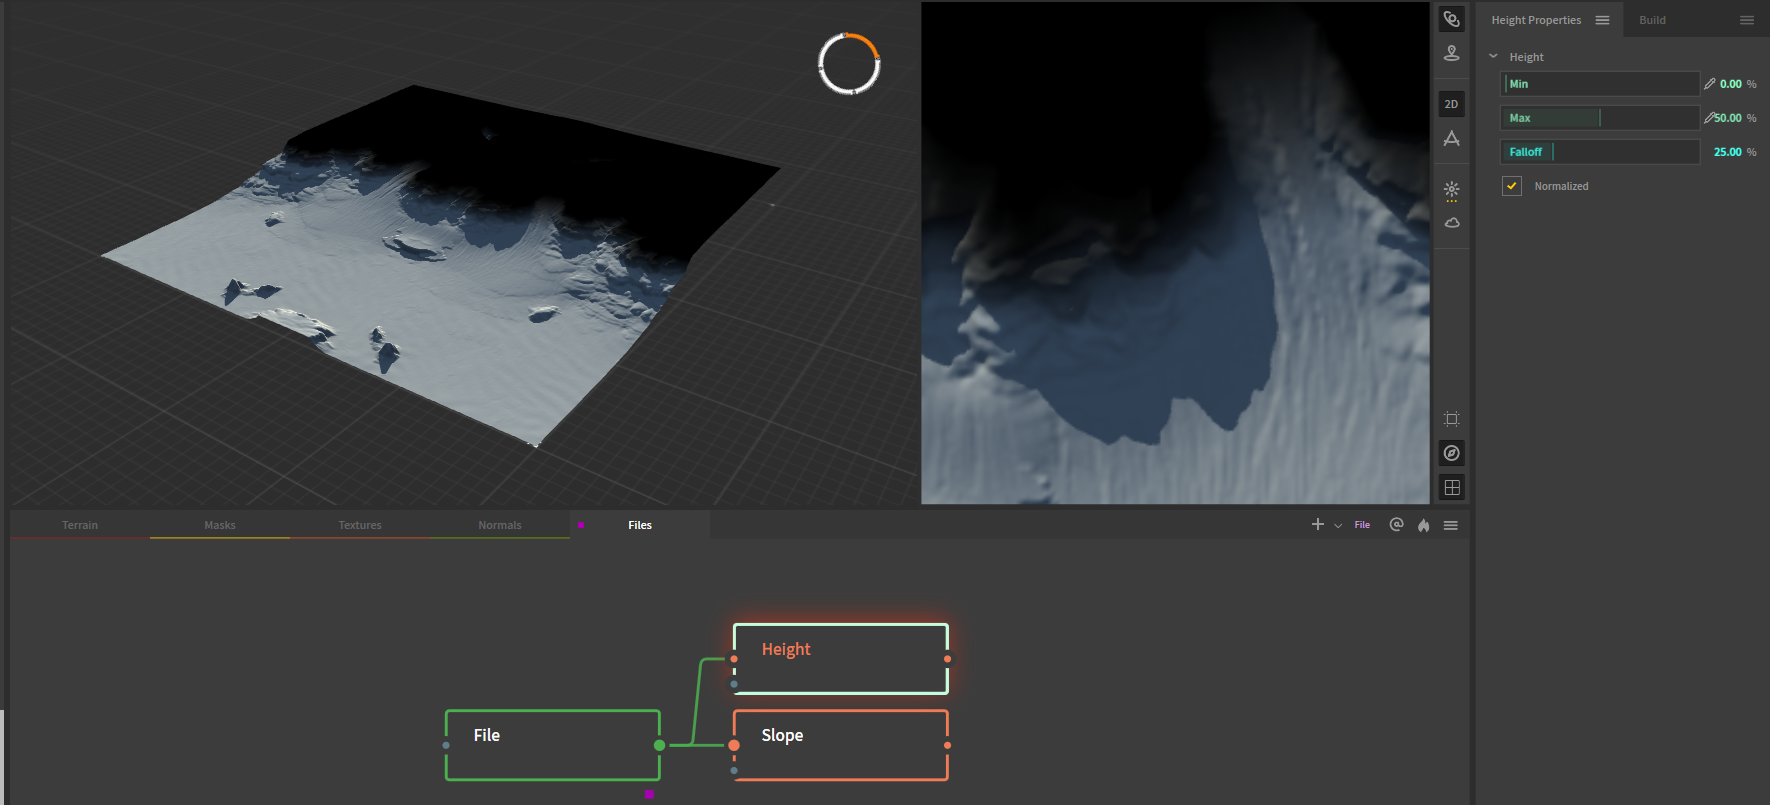 Height Properties
Build
Height
Min
0.00 %
Max
50.00 %
Falloff
25.00 %
Normalized
2D
Terrain
Masks
Textures
Normals
Files
File
Height
File
Slope